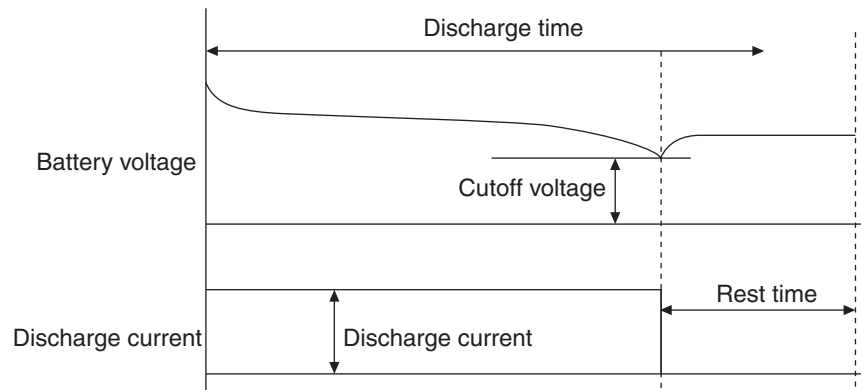 Discharge time
Battery voltage
Cutoff voltage
Rest time
Discharge current
Discharge current